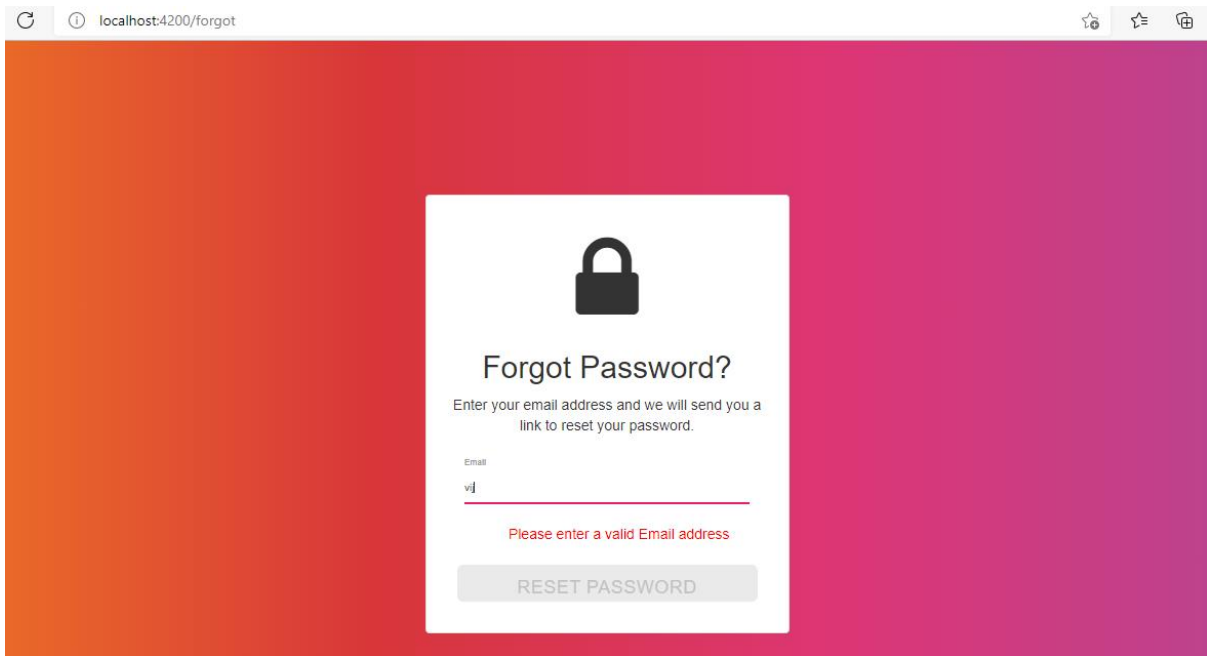 localhost:4200/forgot
Forgot Password?
Enter your email address and we will send you a
link to reset your password.
Email
vij
Please enter a valid Email address
RESET PASSWORD